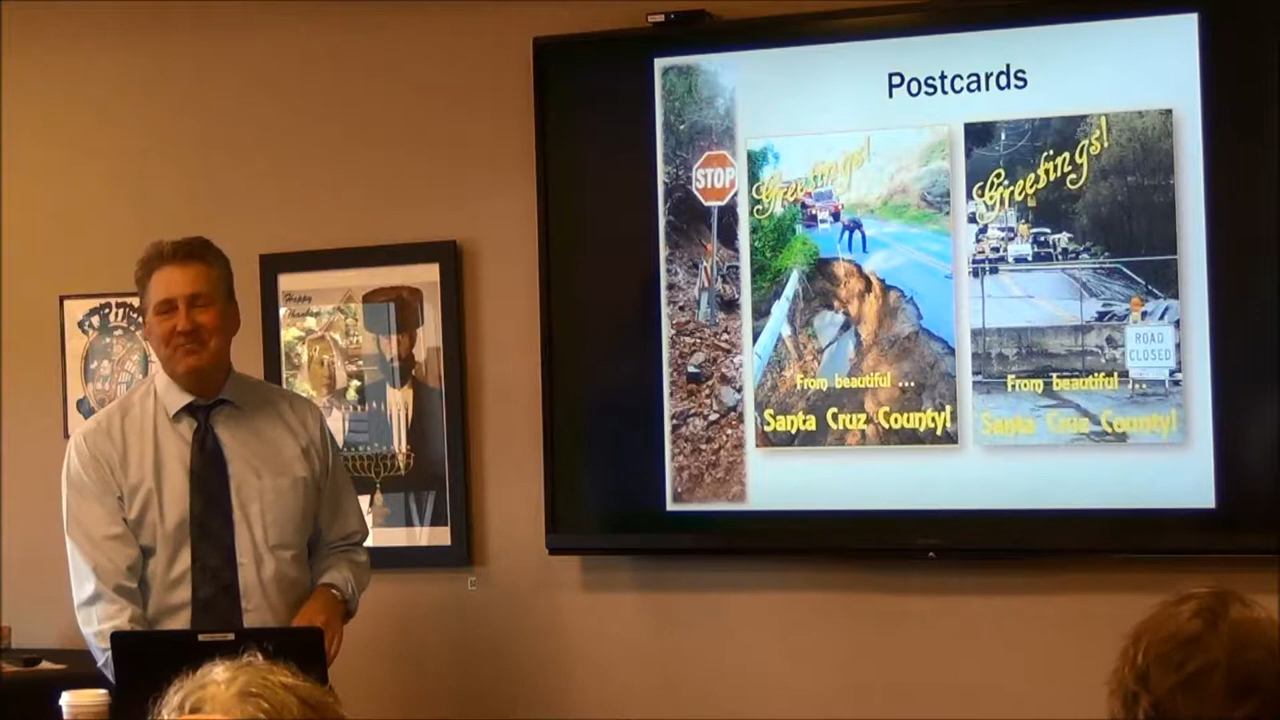 Postcards
STOP
Greetings!
From beautiful ...
Santa Cruz County!
Greetings!
ROAD
CLOSED
From beautiful ...
Santa Cruz County!
Happy